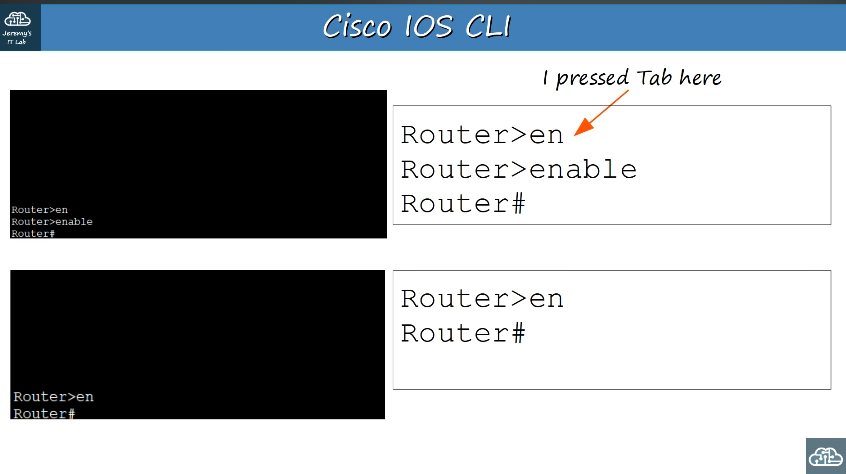 Cisco IOS CLI
Jeremy's
IT Lab
I pressed Tab here
Router>en
Router>enable
Router#
Router>en
Router>enable
Router#
Router>en
Router#
Router>en
Router#